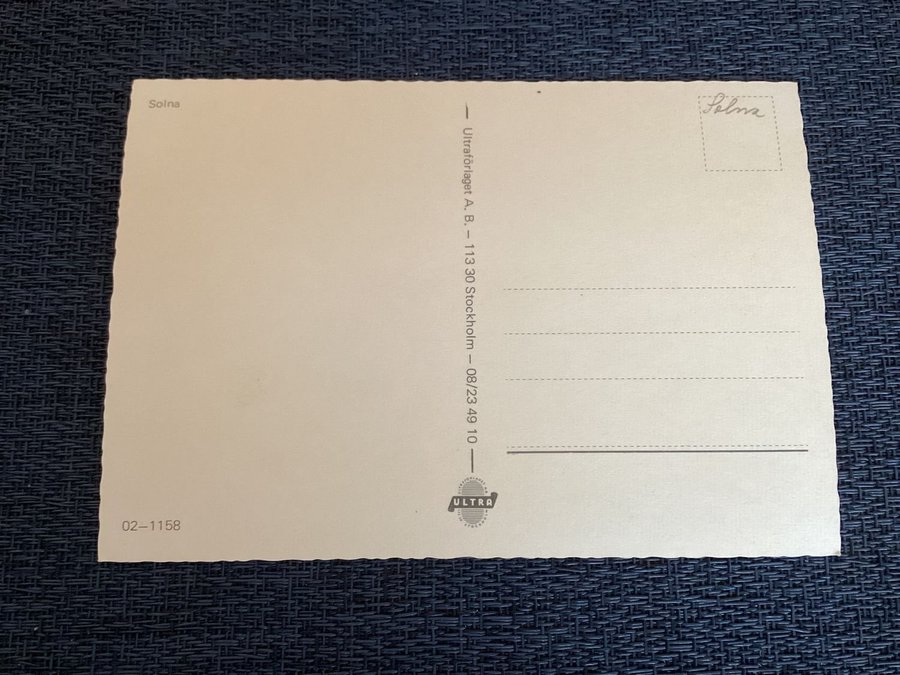 Solna
Solna
Ultraförlaget A. B. – 113 30 Stockholm – 08/23 49 10
ULTRA
02–1158